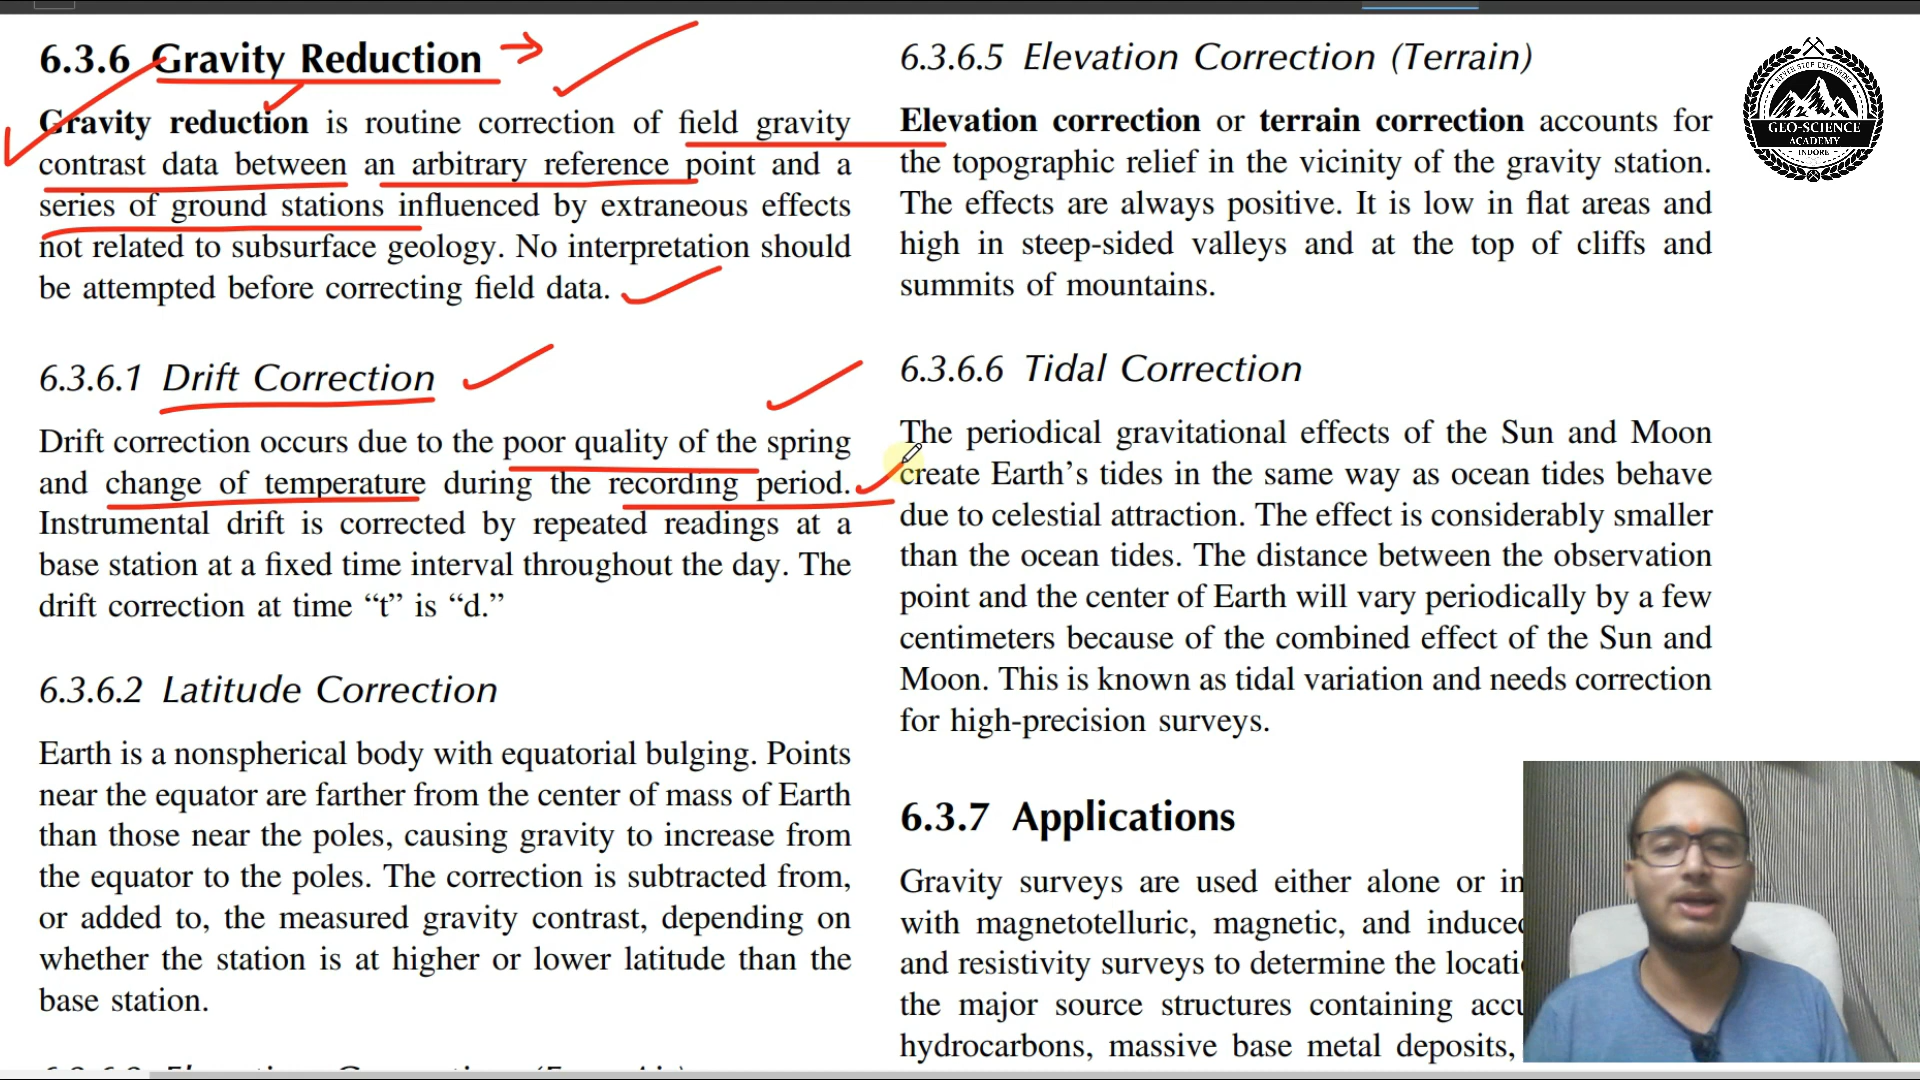 6.3.6 Gravity Reduction
Gravity reduction is routine correction of field gravity
contrast data between an arbitrary reference point and a
series of ground stations influenced by extraneous effects
not related to subsurface geology. No interpretation should
be attempted before correcting field data.
6.3.6.1 Drift Correction
Drift correction occurs due to the poor quality of the spring
and change of temperature during the recording period.
Instrumental drift is corrected by repeated readings at a
base station at a fixed time interval throughout the day. The
drift correction at time “t” is “d.”
6.3.6.2 Latitude Correction
Earth is a nonspherical body with equatorial bulging. Points
near the equator are farther from the center of mass of Earth
than those near the poles, causing gravity to increase from
the equator to the poles. The correction is subtracted from,
or added to, the measured gravity contrast, depending on
whether the station is at higher or lower latitude than the
base station.
6.3.6.5 Elevation Correction (Terrain)
Elevation correction or terrain correction accounts for
the topographic relief in the vicinity of the gravity station.
The effects are always positive. It is low in flat areas and
high in steep-sided valleys and at the top of cliffs and
summits of mountains.
6.3.6.6 Tidal Correction
The periodical gravitational effects of the Sun and Moon
create Earth’s tides in the same way as ocean tides behave
due to celestial attraction. The effect is considerably smaller
than the ocean tides. The distance between the observation
point and the center of Earth will vary periodically by a few
centimeters because of the combined effect of the Sun and
Moon. This is known as tidal variation and needs correction
for high-precision surveys.
6.3.7 Applications
Gravity surveys are used either alone or in
with magnetotelluric, magnetic, and induced
and resistivity surveys to determine the locati
the major source structures containing accu
hydrocarbons, massive base metal deposits,
NEVER STOP EXPLORING
GEO-SCIENCE
ACADEMY
INDORE